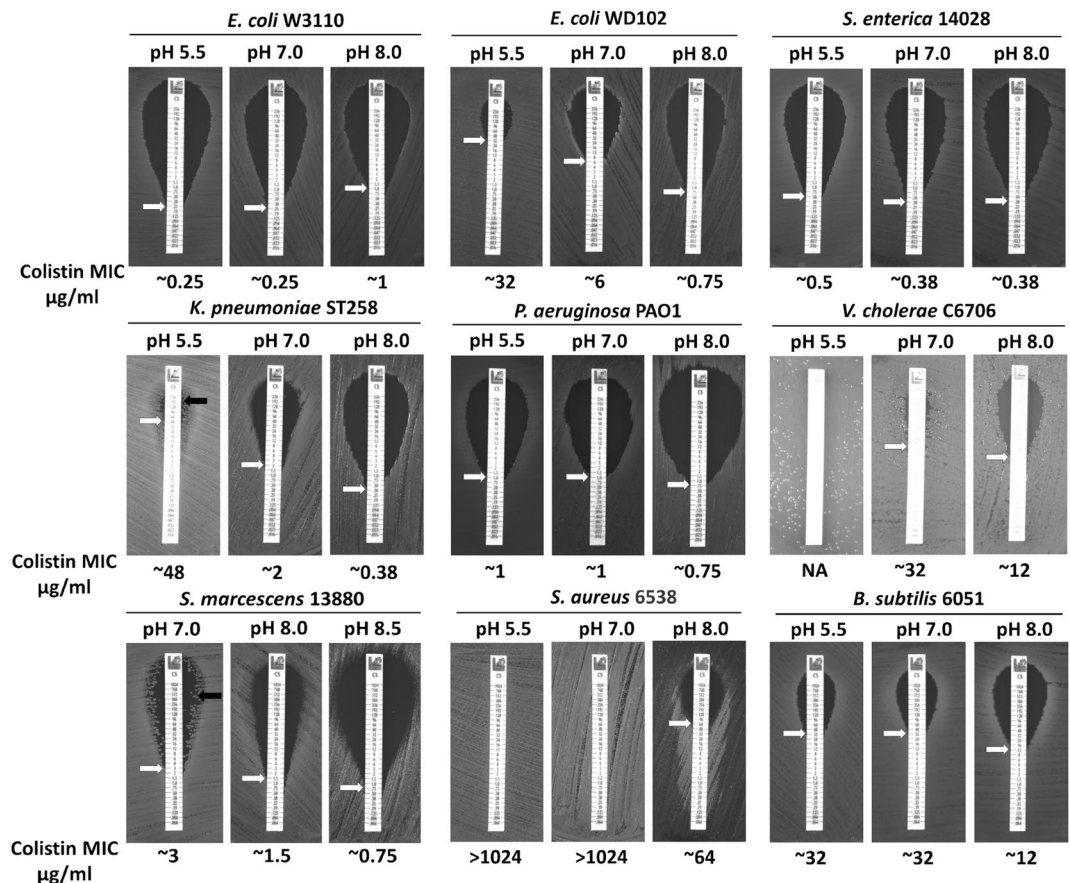 E. coli W3110 E. coli WD102 S. enterica 14028
pH 5.5 pH 7.0 pH 8.0 pH 5.5 pH 7.0 pH 8.0 pH 5.5 pH 7.0 pH 8.0
Colistin MIC
µg/ml
~0.25 ~0.25 ~1 ~32 ~6 ~0.75 ~0.5 ~0.38 ~0.38
K. pneumoniae ST258 P. aeruginosa PAO1 V. cholerae C6706
pH 5.5 pH 7.0 pH 8.0 pH 5.5 pH 7.0 pH 8.0 pH 5.5 pH 7.0 pH 8.0
Colistin MIC
µg/ml
~48 ~2 ~0.38 ~1 ~1 ~0.75 NA ~32 ~12
S. marcescens 13880 S. aureus 6538 B. subtilis 6051
pH 7.0 pH 8.0 pH 8.5 pH 5.5 pH 7.0 pH 8.0 pH 5.5 pH 7.0 pH 8.0
Colistin MIC
µg/ml
~3 ~1.5 ~0.75 >1024 >1024 ~64 ~32 ~32 ~12